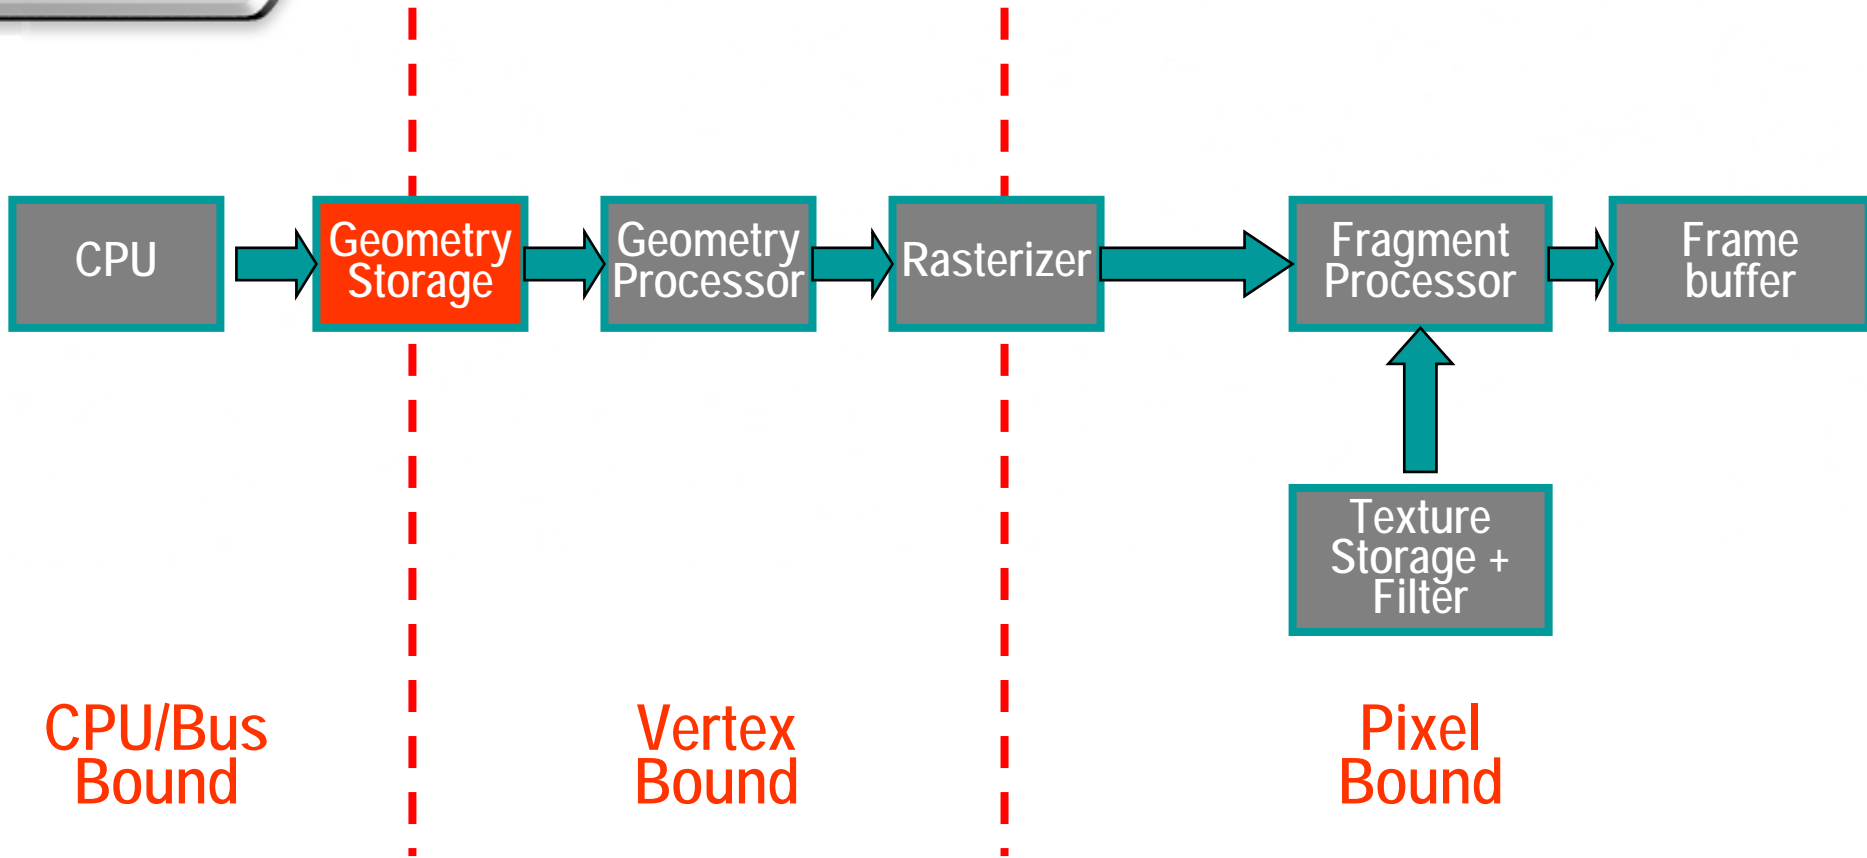 CPU
Geometry
Storage
Geometry
Processor
Rasterizer
Fragment
Processor
Frame
buffer
Texture
Storage +
Filter
CPU/Bus
Bound
Vertex
Bound
Pixel
Bound